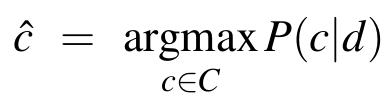 ĉ = argmax P(c|d)
c∈C